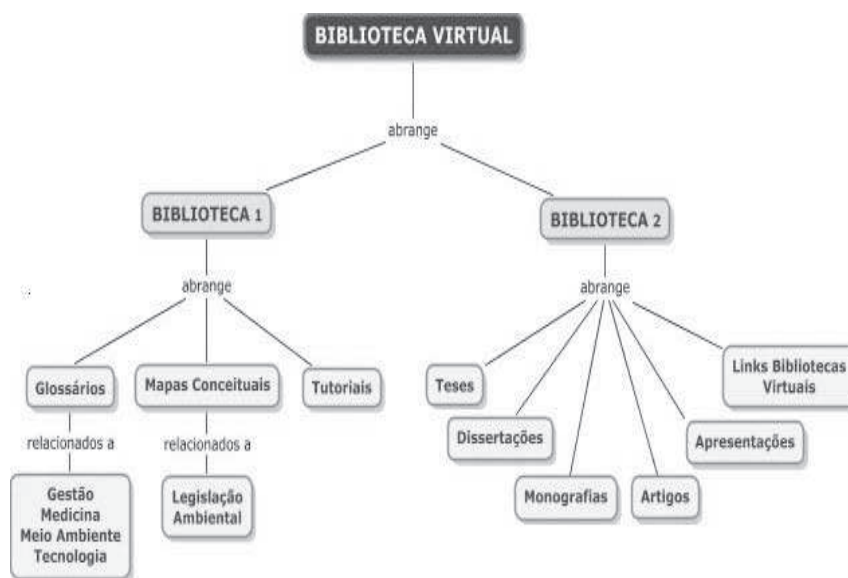 BIBLIOTECA VIRTUAL
abrange
BIBLIOTECA 1
BIBLIOTECA 2
abrange
abrange
Glossários
Mapas Conceituais
Tutoriais
Teses
Links Bibliotecas
Virtuais
Dissertações
Apresentações
Monografias
Artigos
relacionados a
relacionados a
Gestão
Medicina
Meio Ambiente
Tecnologia
Legislação
Ambiental